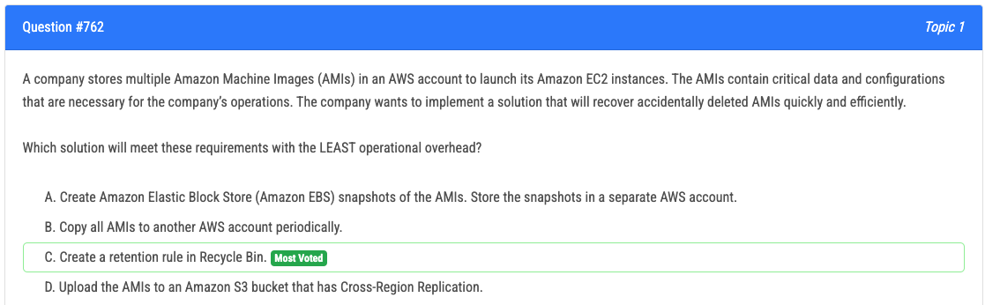 Question #762
Topic 1
A company stores multiple Amazon Machine Images (AMIs) in an AWS account to launch its Amazon EC2 instances. The AMIs contain critical data and configurations
that are necessary for the company’s operations. The company wants to implement a solution that will recover accidentally deleted AMIs quickly and efficiently.
Which solution will meet these requirements with the LEAST operational overhead?
A. Create Amazon Elastic Block Store (Amazon EBS) snapshots of the AMIs. Store the snapshots in a separate AWS account.
B. Copy all AMIs to another AWS account periodically.
C. Create a retention rule in Recycle Bin. Most Voted
D. Upload the AMIs to an Amazon S3 bucket that has Cross-Region Replication.